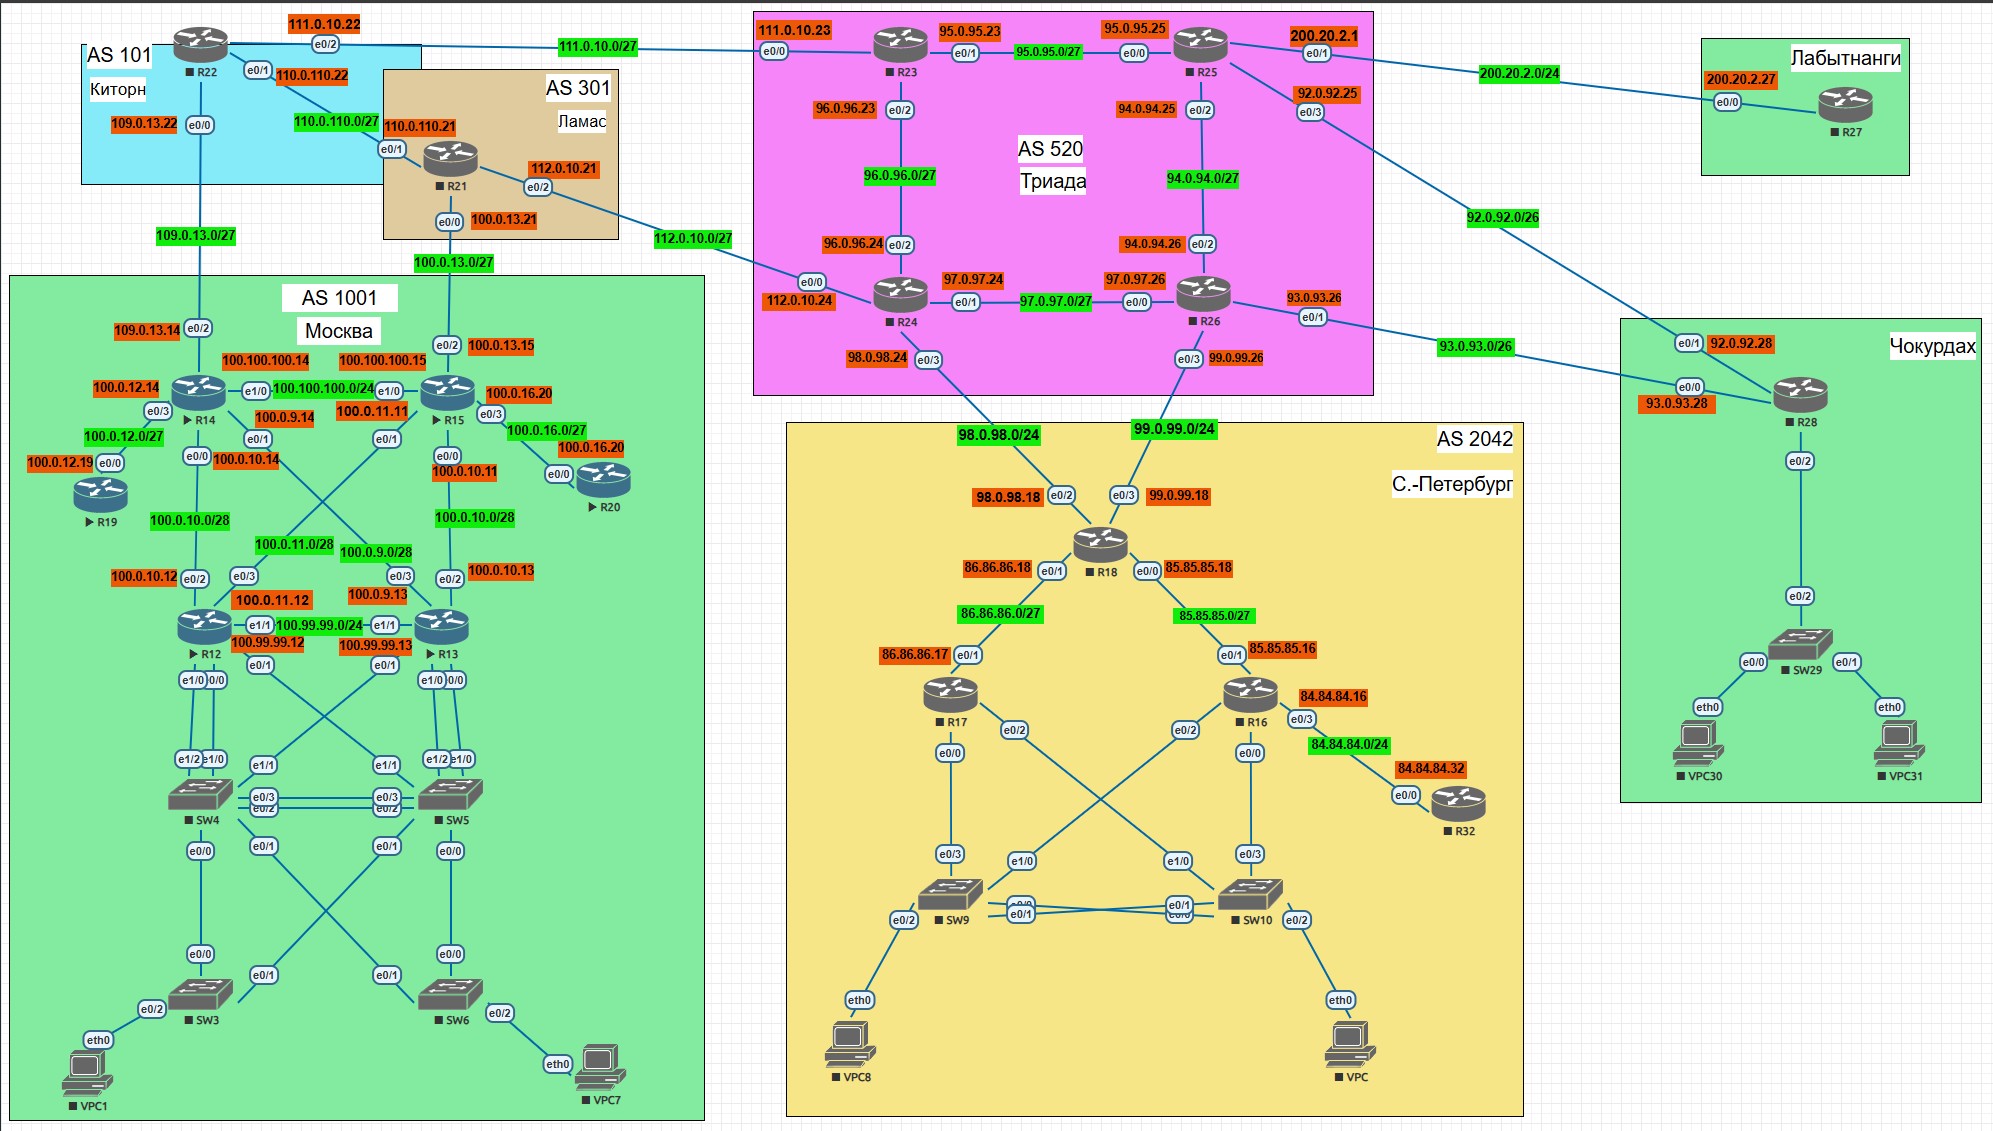 111.0.10.22
e0/2
AS 101
Киторн
R22
e0/1
110.0.110.22
109.0.13.22
e0/0
110.0.110.0/27
111.0.10.0/27
AS 301
Ламас
110.0.110.21
e0/1
R21
112.0.10.21
e0/2
e0/0
100.0.13.21
109.0.13.0/27
100.0.13.0/27
112.0.10.0/27
111.0.10.23
e0/0
R23
95.0.95.23
e0/1
95.0.95.0/27
95.0.95.25
e0/0
R25
200.20.2.1
e0/1
96.0.96.23
e0/2
94.0.94.25
e0/2
92.0.92.25
e0/3
AS 520
Триада
96.0.96.0/27
94.0.94.0/27
96.0.96.24
e0/2
94.0.94.26
e0/2
e0/0
112.0.10.24
R24
97.0.97.24
e0/1
97.0.97.0/27
97.0.97.26
e0/0
R26
93.0.93.26
e0/1
98.0.98.24
e0/3
e0/3
99.0.99.26
200.20.2.0/24
Лабытнанги
200.20.2.27
e0/0
R27
92.0.92.0/26
93.0.93.0/26
Чокурдах
e0/1
92.0.92.28
e0/0
93.0.93.28
R28
e0/2
e0/2
SW29
e0/0
e0/1
eth0
eth0
VPC30
VPC31
AS 1001
Москва
109.0.13.14
e0/2
e0/2
100.0.13.15
100.100.100.14
100.100.100.15
100.0.12.14
e0/3
R14
e1/0
100.100.100.0/24
e1/0
R15
100.0.16.20
e0/3
100.0.9.14
e0/1
100.0.11.11
e0/1
100.0.12.0/27
100.0.16.0/27
100.0.12.19
e0/0
R19
e0/0
100.0.10.14
e0/0
100.0.10.11
100.0.16.20
e0/0
R20
100.0.10.0/28
100.0.10.0/28
100.0.11.0/28
100.0.9.0/28
100.0.10.12
e0/2
e0/3
e0/3
e0/2
100.0.10.13
100.0.11.12
100.0.9.13
R12
e1/1
100.99.99.0/24
e1/1
R13
100.99.99.12
100.99.99.13
e0/1
e0/1
e1/0
0/0
e1/0
0/0
e1/2
e1/0
e1/1
e1/1
e1/2
e1/0
SW4
e0/3
e0/2
e0/3
e0/2
SW5
e0/0
e0/1
e0/1
e0/0
e0/0
e0/1
e0/1
e0/0
SW3
SW6
e0/2
e0/2
eth0
eth0
VPC1
VPC7
98.0.98.0/24
99.0.99.0/24
AS 2042
С.-Петербург
98.0.98.18
e0/2
e0/3
99.0.99.18
R18
86.86.86.18
e0/1
e0/0
85.85.85.18
86.86.86.0/27
85.85.85.0/27
86.86.86.17
e0/1
e0/1
85.85.85.16
R17
R16
84.84.84.16
e0/3
e0/0
e0/2
e0/2
e0/0
84.84.84.0/24
84.84.84.32
e0/0
R32
e0/3
e1/0
e1/0
e0/3
SW9
e0/1
e0/1
SW10
e0/2
e0/2
eth0
eth0
VPC8
VPC